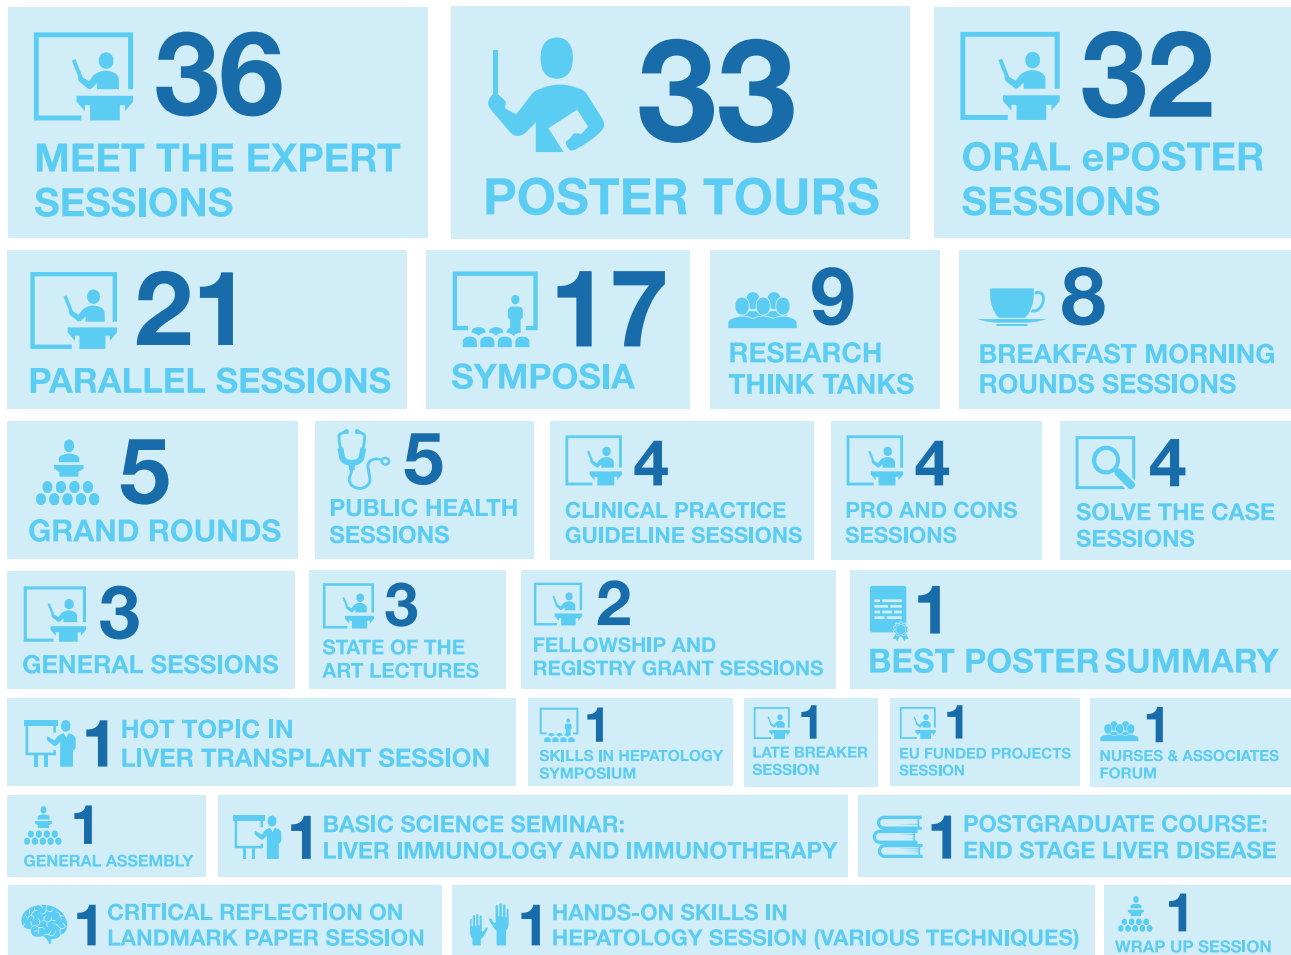 36
MEET THE EXPERT
SESSIONS
33
POSTER TOURS
32
ORAL ePOSTER
SESSIONS
21
PARALLEL SESSIONS
17
SYMPOSIA
9
RESEARCH
THINK TANKS
8
BREAKFAST MORNING
ROUNDS SESSIONS
5
GRAND ROUNDS
5
PUBLIC HEALTH
SESSIONS
4
CLINICAL PRACTICE
GUIDELINE SESSIONS
4
PRO AND CONS
SESSIONS
4
SOLVE THE CASE
SESSIONS
3
GENERAL SESSIONS
3
STATE OF THE
ART LECTURES
2
FELLOWSHIP AND
REGISTRY GRANT SESSIONS
1
BEST POSTER SUMMARY
1
HOT TOPIC IN
LIVER TRANSPLANT SESSION
1
SKILLS IN HEPATOLOGY
SYMPOSIUM
1
LATE BREAKER
SESSION
1
EU FUNDED PROJECTS
SESSION
1
NURSES & ASSOCIATES
FORUM
1
GENERAL ASSEMBLY
1
BASIC SCIENCE SEMINAR:
LIVER IMMUNOLOGY AND IMMUNOTHERAPY
1
POSTGRADUATE COURSE:
END STAGE LIVER DISEASE
1
CRITICAL REFLECTION ON
LANDMARK PAPER SESSION
1
HANDS-ON SKILLS IN
HEPATOLOGY SESSION (VARIOUS TECHNIQUES)
1
WRAP UP SESSION